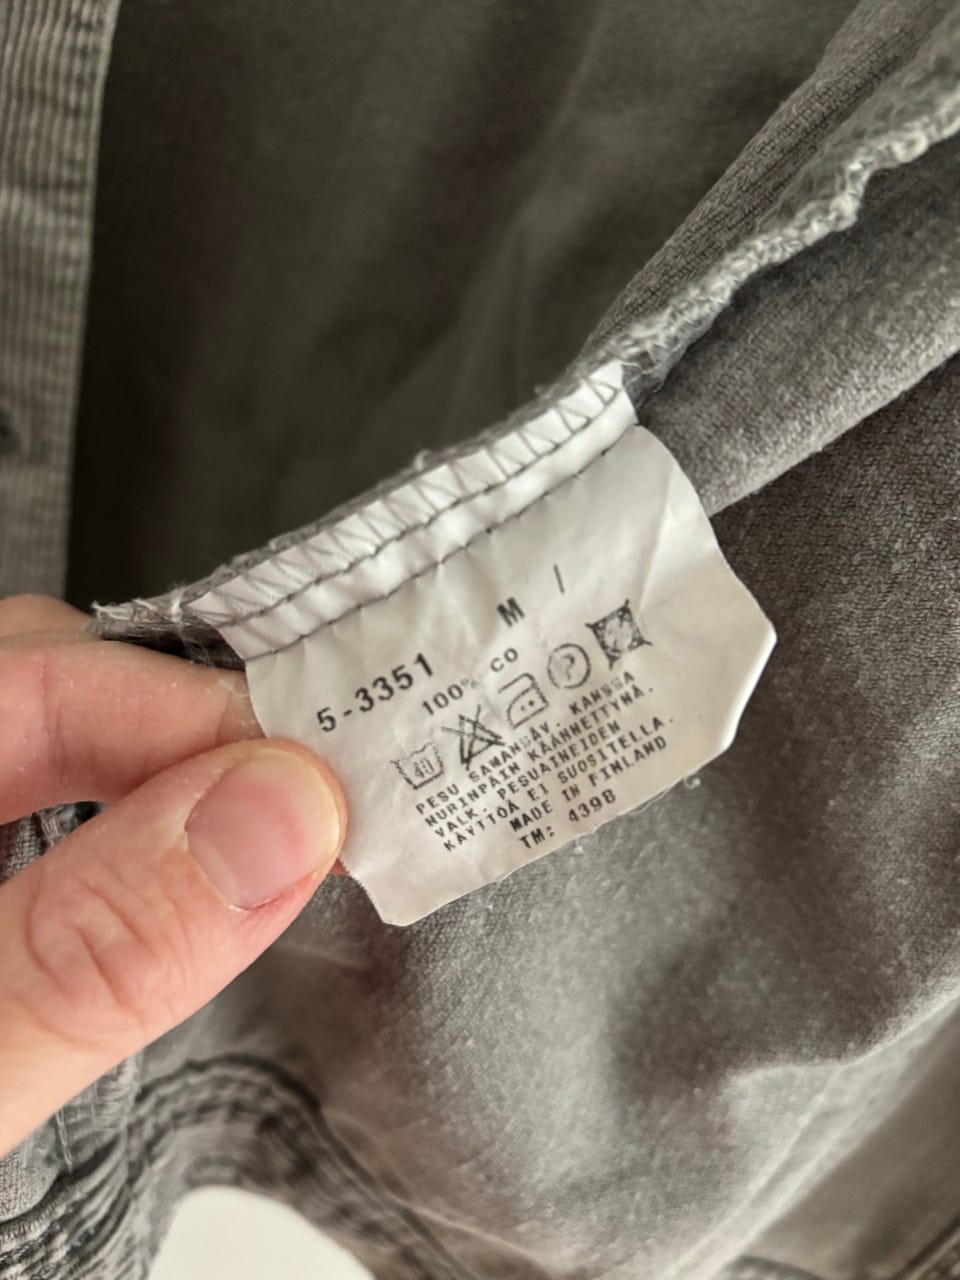 M /
5-3351
100% CO
40 P
PESU SAMANVÄR. KANSSA
NURINPÄIN KÄÄNNETTYNÄ.
VALK. PESUAINEIDEN
KÄYTTÖÄ EI SUOSITELLA.
MADE IN FINLAND
TM: 4398